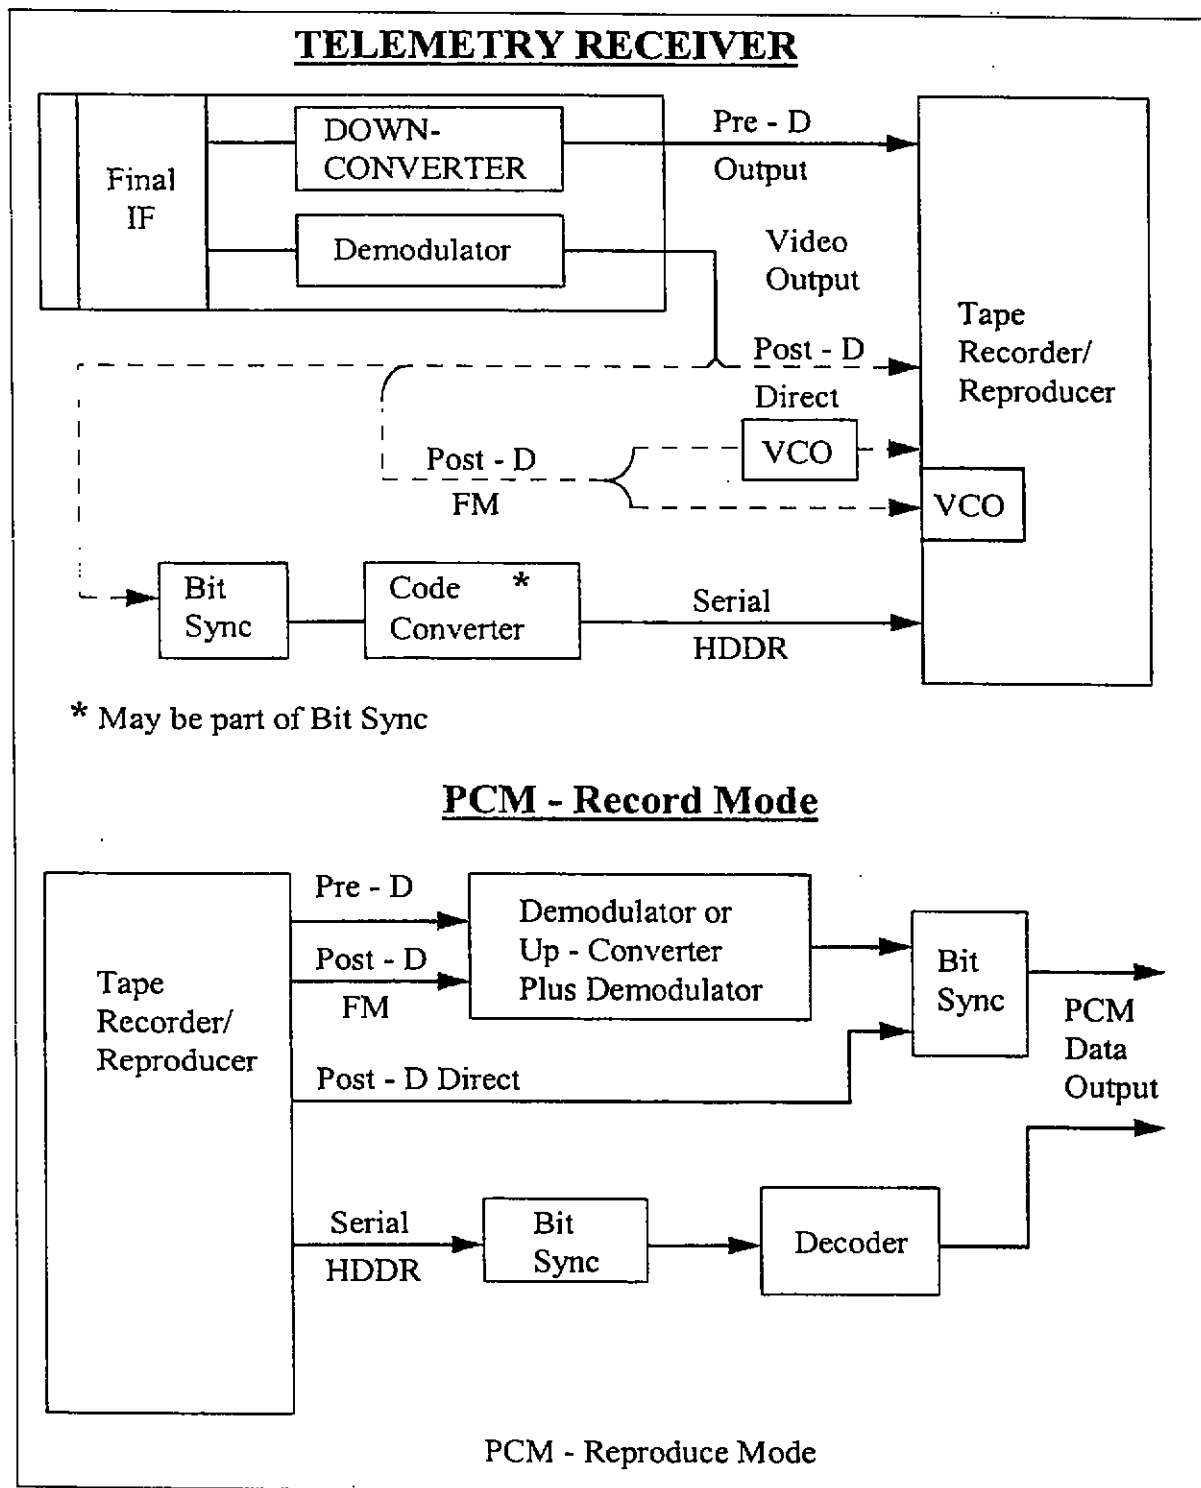 TELEMETRY RECEIVER
Final
IF
DOWN-
CONVERTER
Demodulator
Pre - D
Output
Video
Output
Post - D
Direct
Tape
Recorder/
Reproducer
Post - D
FM
VCO
VCO
Bit
Sync
Code *
Converter
Serial
HDDR
* May be part of Bit Sync
PCM - Record Mode
Tape
Recorder/
Reproducer
Pre - D
Post - D
FM
Demodulator or
Up - Converter
Plus Demodulator
Bit
Sync
PCM
Data
Output
Post - D Direct
Serial
HDDR
Bit
Sync
Decoder
PCM - Reproduce Mode